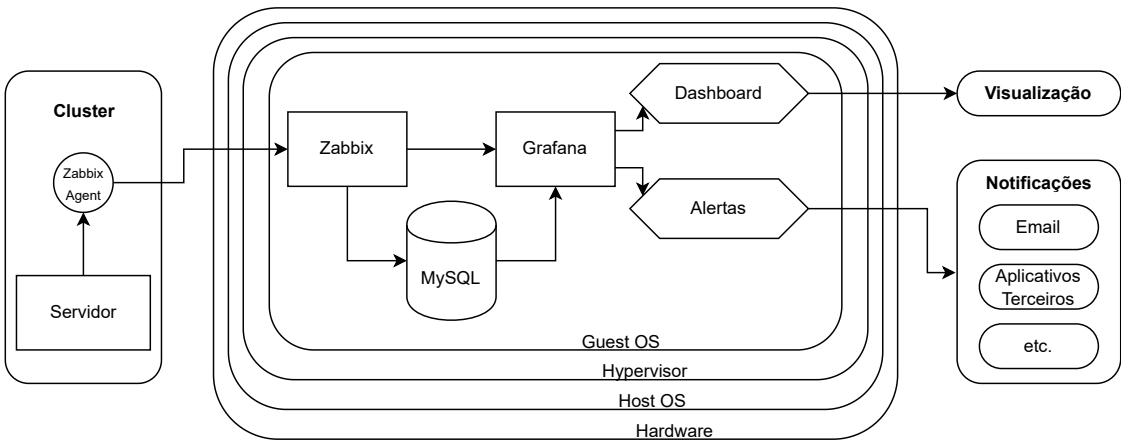 Cluster
Zabbix
Agent
Servidor
Zabbix
MySQL
Grafana
Dashboard
Alertas
Guest OS
Hypervisor
Host OS
Hardware
Visualização
Notificações
Email
Aplicativos
Terceiros
etc.